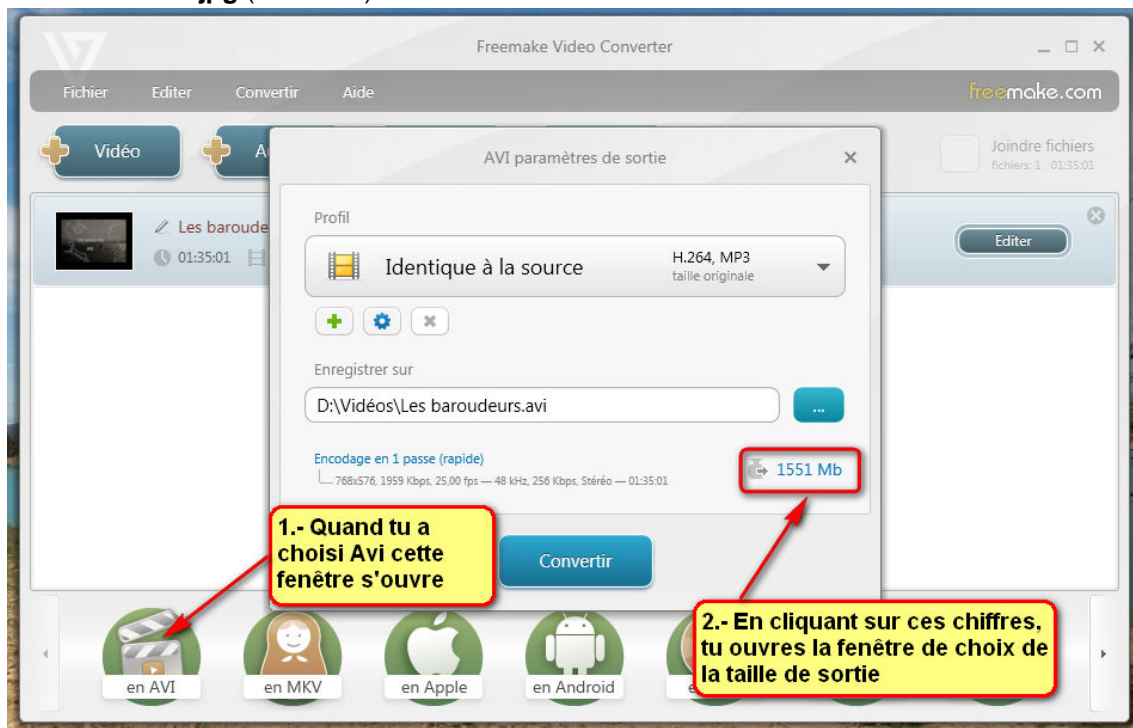 Freemake Video Converter
Fichier Editer Convertir Aide
freemake.com
Vidéo
Joindre fichiers
fichiers: 1 01:35:01
AVI paramètres de sortie
Les baroude
01:35:01
Editer
Profil
Identique à la source
H.264, MP3
taille originale
Enregistrer sur
D:\Vidéos\Les baroudeurs.avi
...
Encodage en 1 passe (rapide)
768x576, 1959 Kbps, 25,00 fps — 48 kHz, 256 Kbps, Stéréo — 01:35:01
1551 Mb
1.- Quand tu a
choisi Avi cette
fenêtre s'ouvre
Convertir
2.- En cliquant sur ces chiffres,
tu ouvres la fenêtre de choix de
la taille de sortie
en AVI
en MKV
en Apple
en Android